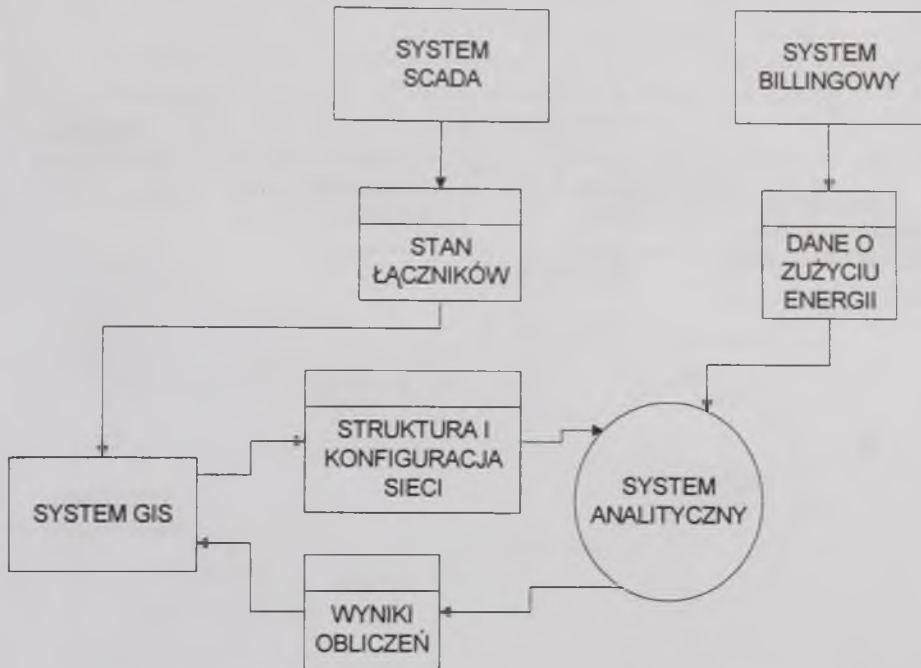 SYSTEM
SCADA
SYSTEM
BILLINGOWY
STAN
ŁĄCZNIKÓW
DANE O
ZUŻYCIU
ENERGII
STRUKTURA I
KONFIGURACJA
SIECI
SYSTEM GIS
SYSTEM
ANALITYCZNY
WYNIKI
OBLICZEŃ